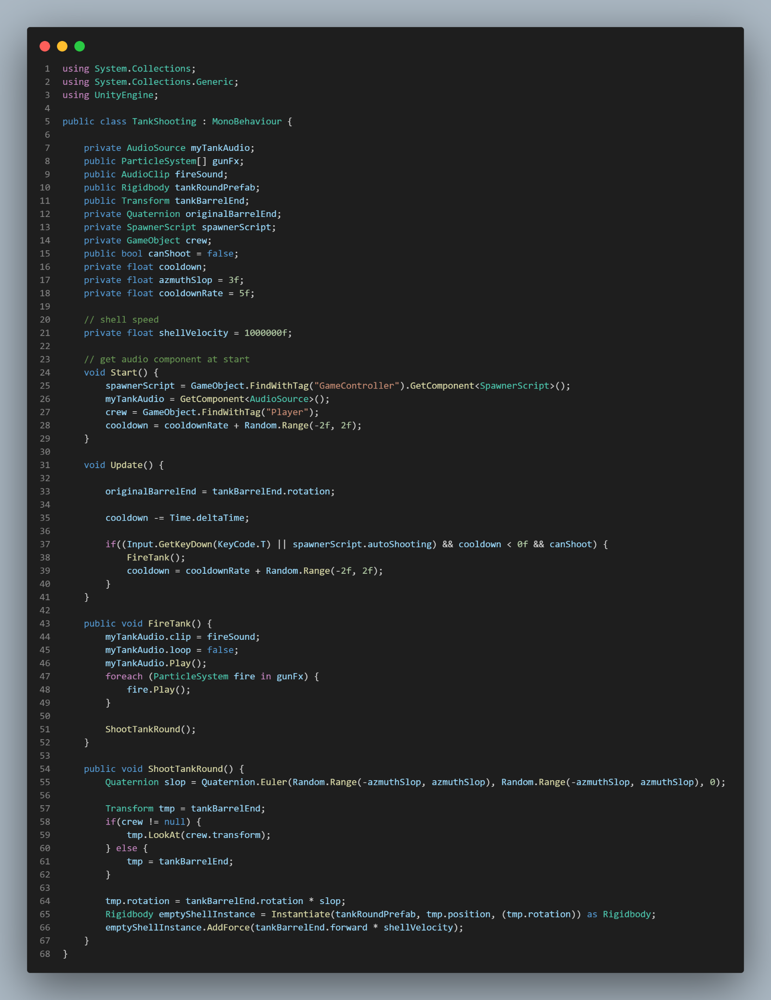 1 using System.Collections;
2 using System.Collections.Generic;
3 using UnityEngine;
4
5 public class TankShooting : MonoBehaviour {
6
7     private AudioSource myTankAudio;
8     public ParticleSystem[] gunFx;
9     public AudioClip fireSound;
10     public Rigidbody tankRoundPrefab;
11     public Transform tankBarrelEnd;
12     private Quaternion originalBarrelEnd;
13     private SpawnerScript spawnerScript;
14     private GameObject crew;
15     public bool canShoot = false;
16     private float cooldown;
17     private float azmuthSlop = 3f;
18     private float cooldownRate = 5f;
19
20     // shell speed
21     private float shellVelocity = 1000000f;
22
23     // get audio component at start
24     void Start() {
25         spawnerScript = GameObject.FindWithTag("GameController").GetComponent<SpawnerScript>();
26         myTankAudio = GetComponent<AudioSource>();
27         crew = GameObject.FindWithTag("Player");
28         cooldown = cooldownRate + Random.Range(-2f, 2f);
29     }
30
31     void Update() {
32
33         originalBarrelEnd = tankBarrelEnd.rotation;
34
35         cooldown -= Time.deltaTime;
36
37         if((Input.GetKeyDown(KeyCode.T) || spawnerScript.autoShooting) && cooldown < 0f && canShoot) {
38             FireTank();
39             cooldown = cooldownRate + Random.Range(-2f, 2f);
40         }
41     }
42
43     public void FireTank() {
44         myTankAudio.clip = fireSound;
45         myTankAudio.loop = false;
46         myTankAudio.Play();
47         foreach (ParticleSystem fire in gunFx) {
48             fire.Play();
49         }
50
51         ShootTankRound();
52     }
53
54     public void ShootTankRound() {
55         Quaternion slop = Quaternion.Euler(Random.Range(-azmuthSlop, azmuthSlop), Random.Range(-azmuthSlop, azmuthSlop), 0);
56
57         Transform tmp = tankBarrelEnd;
58         if(crew != null) {
59             tmp.LookAt(crew.transform);
60         } else {
61             tmp = tankBarrelEnd;
62         }
63
64         tmp.rotation = tankBarrelEnd.rotation * slop;
65         Rigidbody emptyShellInstance = Instantiate(tankRoundPrefab, tmp.position, (tmp.rotation)) as Rigidbody;
66         emptyShellInstance.AddForce(tankBarrelEnd.forward * shellVelocity);
67     }
68 }